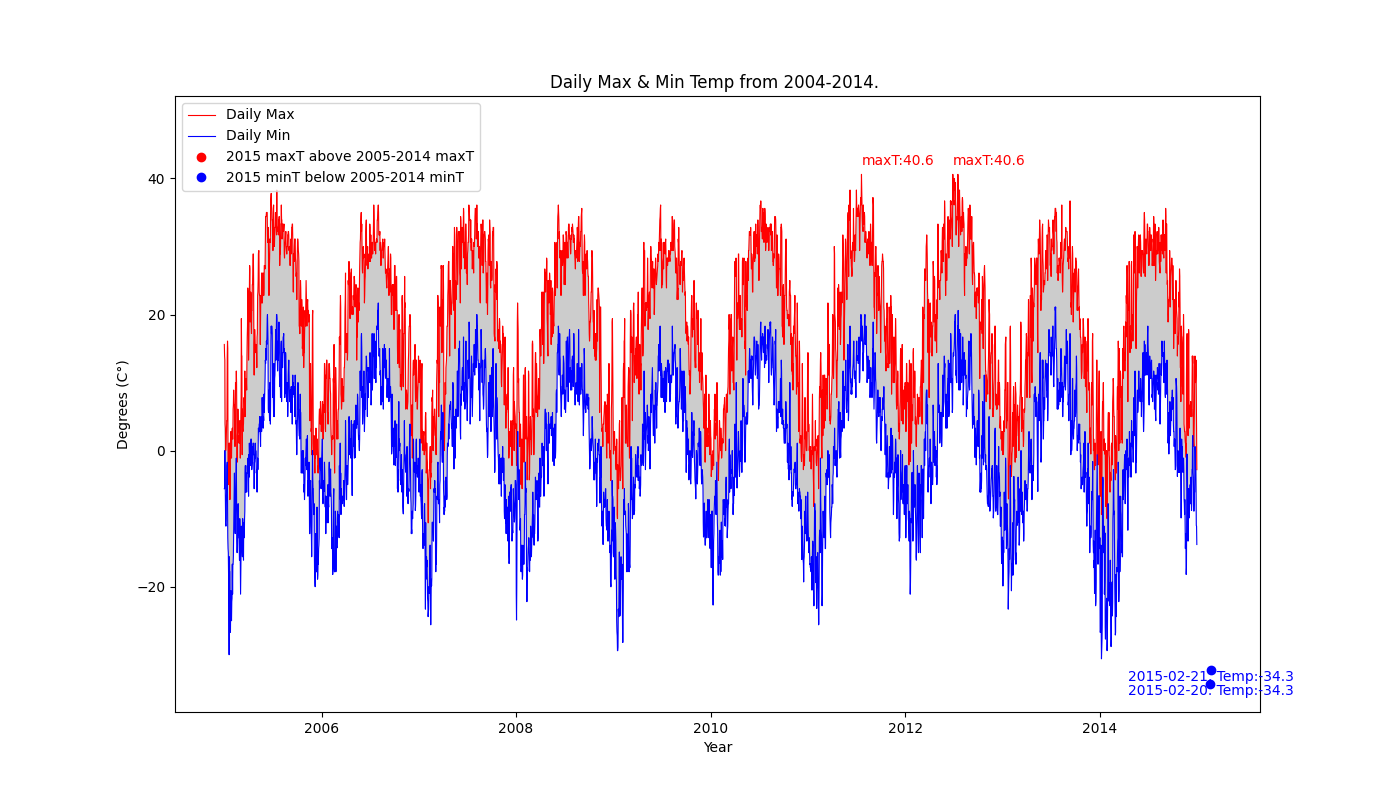 Daily Max & Min Temp from 2004-2014.
Daily Max
Daily Min
2015 maxT above 2005-2014 maxT
2015 minT below 2005-2014 minT
maxT:40.6 maxT:40.6
40
20
0
−20
Degrees (C°)
2015-02-21: Temp:-34.3
2015-02-20: Temp:-34.3
2006 2008 2010 2012 2014
Year